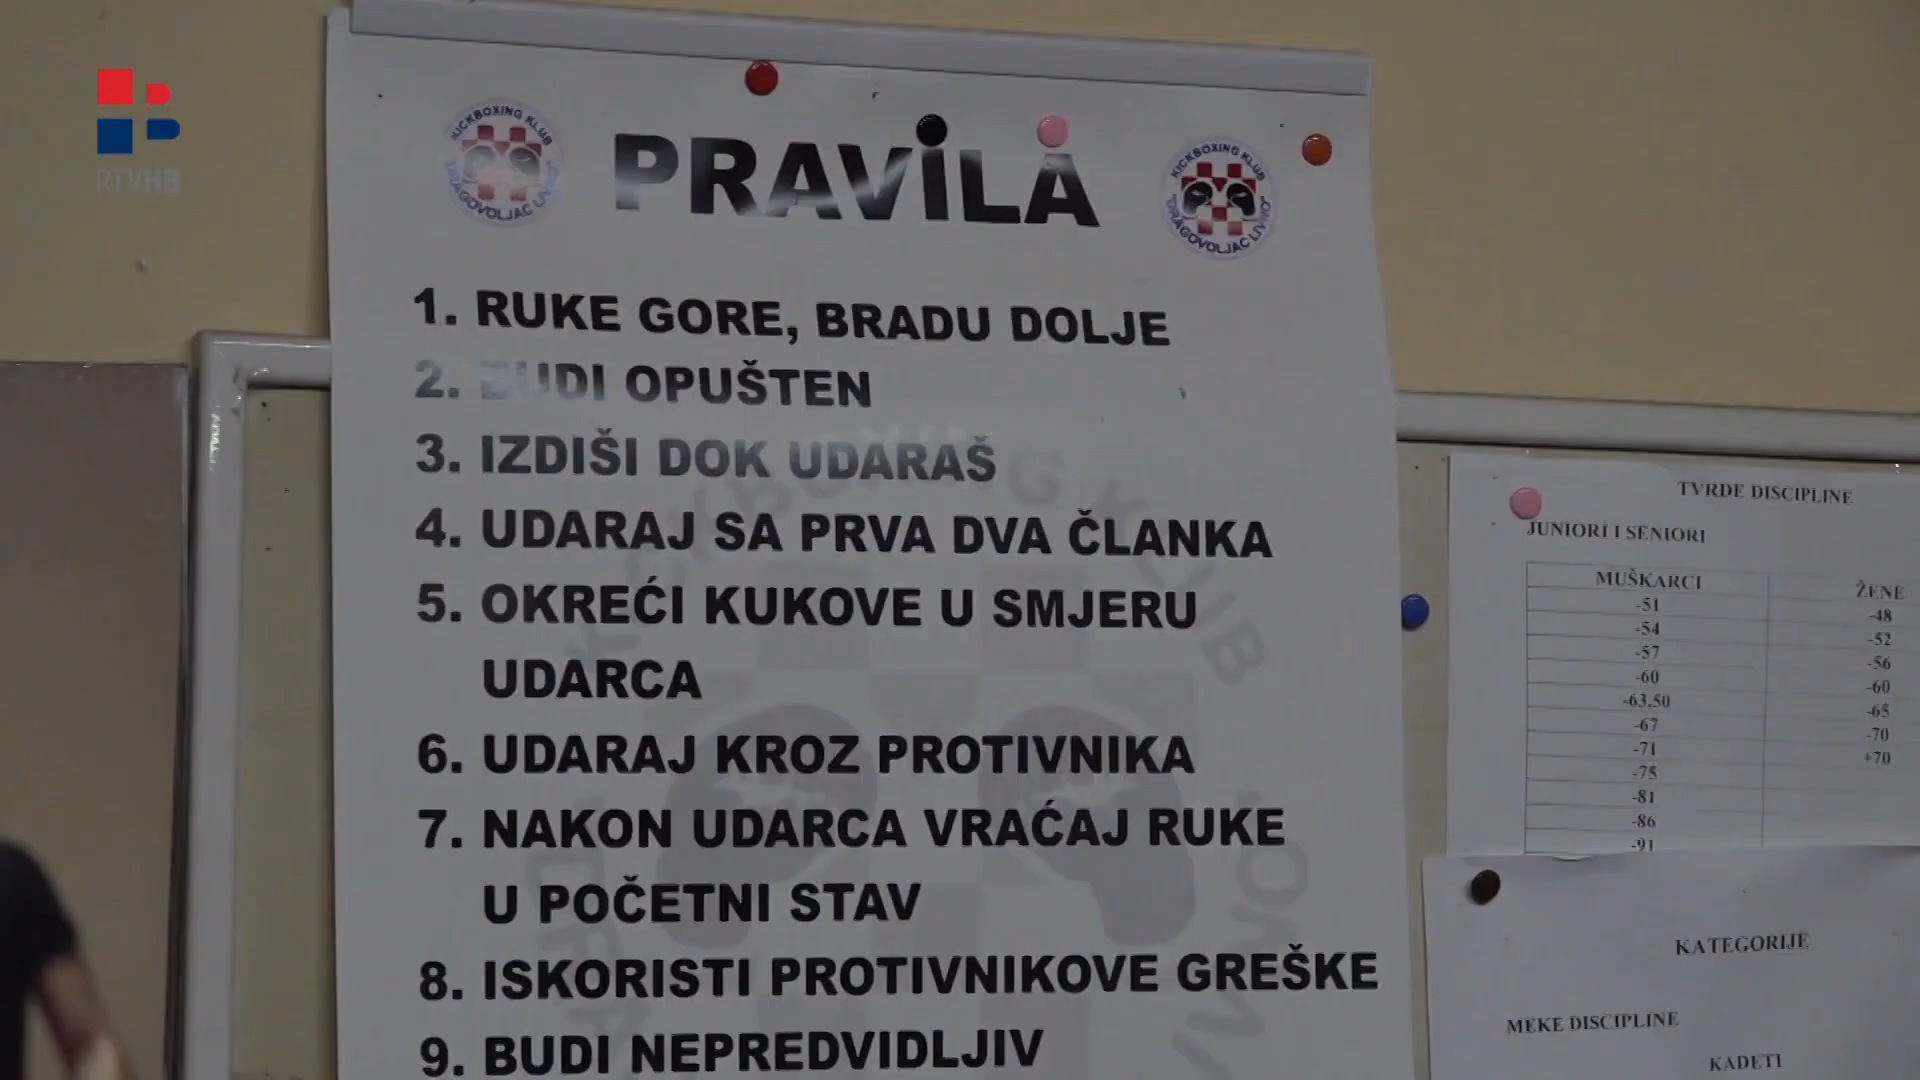 RTVHB
KICKBOXING KLUB
"DRAGOVOLJAC LIVNO"
PRAVILA
KICKBOXING KLUB
"DRAGOVOLJAC LIVNO"
1. RUKE GORE, BRADU DOLJE
2. BUDI OPUŠTEN
3. IZDIŠI DOK UDARAŠ
4. UDARAJ SA PRVA DVA ČLANKA
5. OKREĆI KUKOVE U SMJERU
UDARCA
6. UDARAJ KROZ PROTIVNIKA
7. NAKON UDARCA VRAĆAJ RUKE
U POČETNI STAV
8. ISKORISTI PROTIVNIKOVE GREŠKE
9. BUDI NEPREDVIDLJIV
KICKBOXING KLUB
TVRDE DISCIPLINE
JUNIORI I SENIORI
MUŠKARCI ŽENE
-51 -48
-54 -52
-57 -56
-60 -60
-63,50 -65
-67 -70
-71 +70
-75
-81
-86
-91
KATEGORIJE
MEKE DISCIPLINE
KADETI